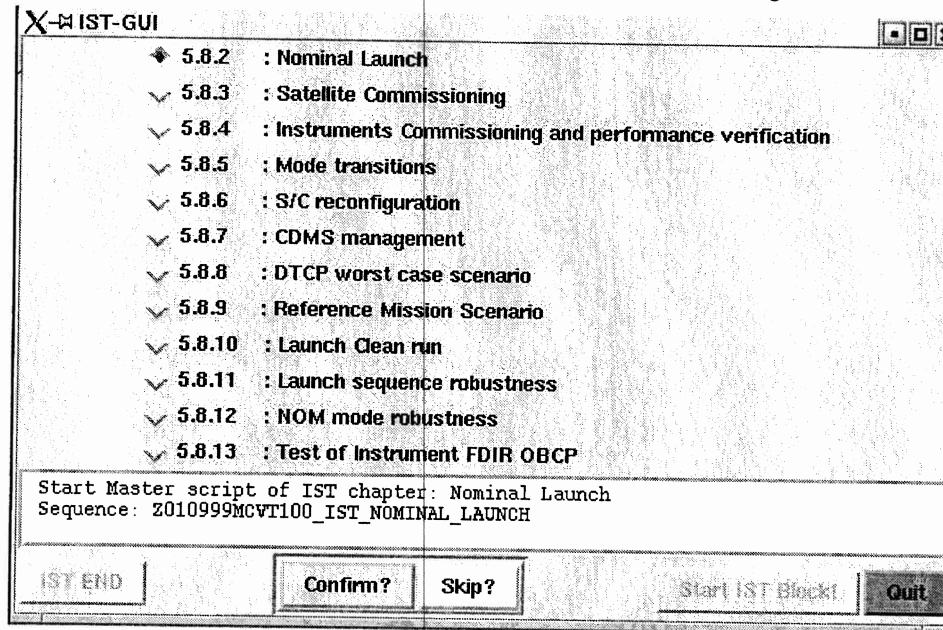 IST-GUI
5.8.2 : Nominal Launch
5.8.3 : Satellite Commissioning
5.8.4 : Instruments Commissioning and performance verification
5.8.5 : Mode transitions
5.8.6 : S/C reconfiguration
5.8.7 : CDMS management
5.8.8 : DTCP worst case scenario
5.8.9 : Reference Mission Scenario
5.8.10 : Launch Clean run
5.8.11 : Launch sequence robustness
5.8.12 : NOM mode robustness
5.8.13 : Test of Instrument FDIR OBCP
Start Master script of IST chapter: Nominal Launch
Sequence: Z010999MCVT100_IST_NOMINAL_LAUNCH
IST END Confirm? Skip? Start IST Block! Quit